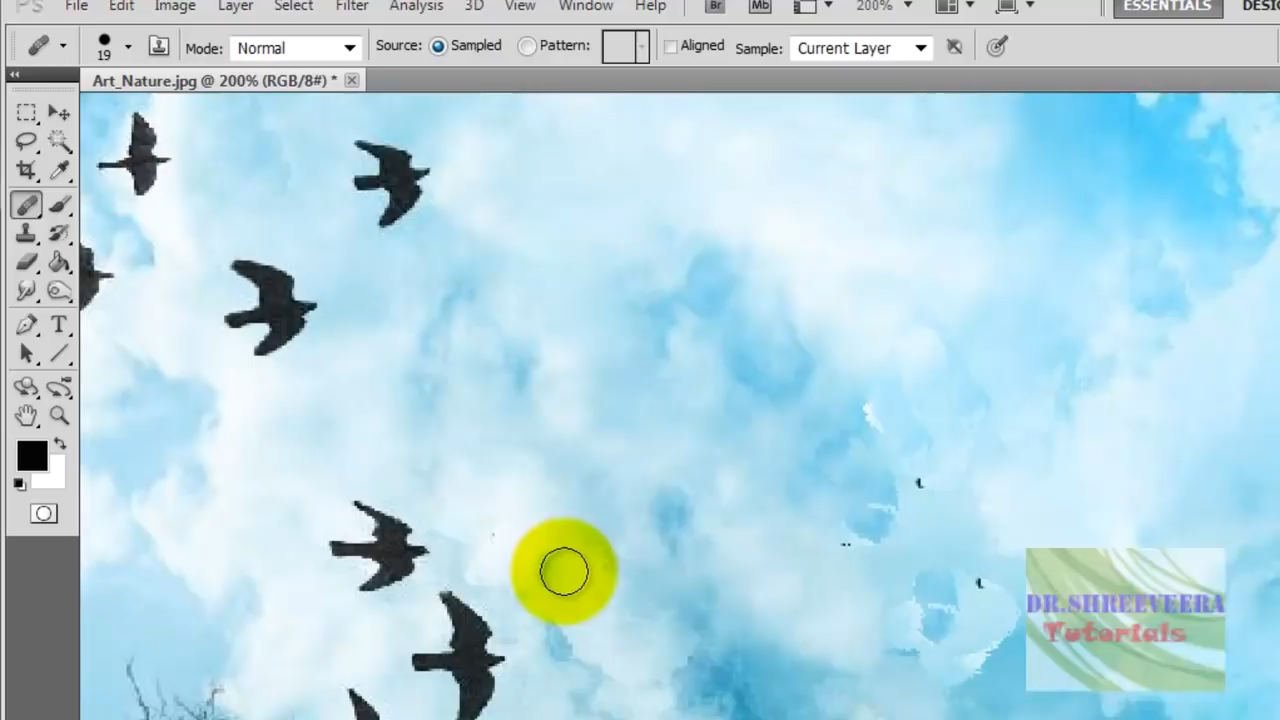 PS File Edit Image Layer Select Filter Analysis 3D View Window Help Br Mb 200% ESSENTIALS
19 Mode: Normal Source: Sampled Pattern: Aligned Sample: Current Layer
Art_Nature.jpg @ 200% (RGB/8#) *
T
DR.SHREEVEERA
Tutorials